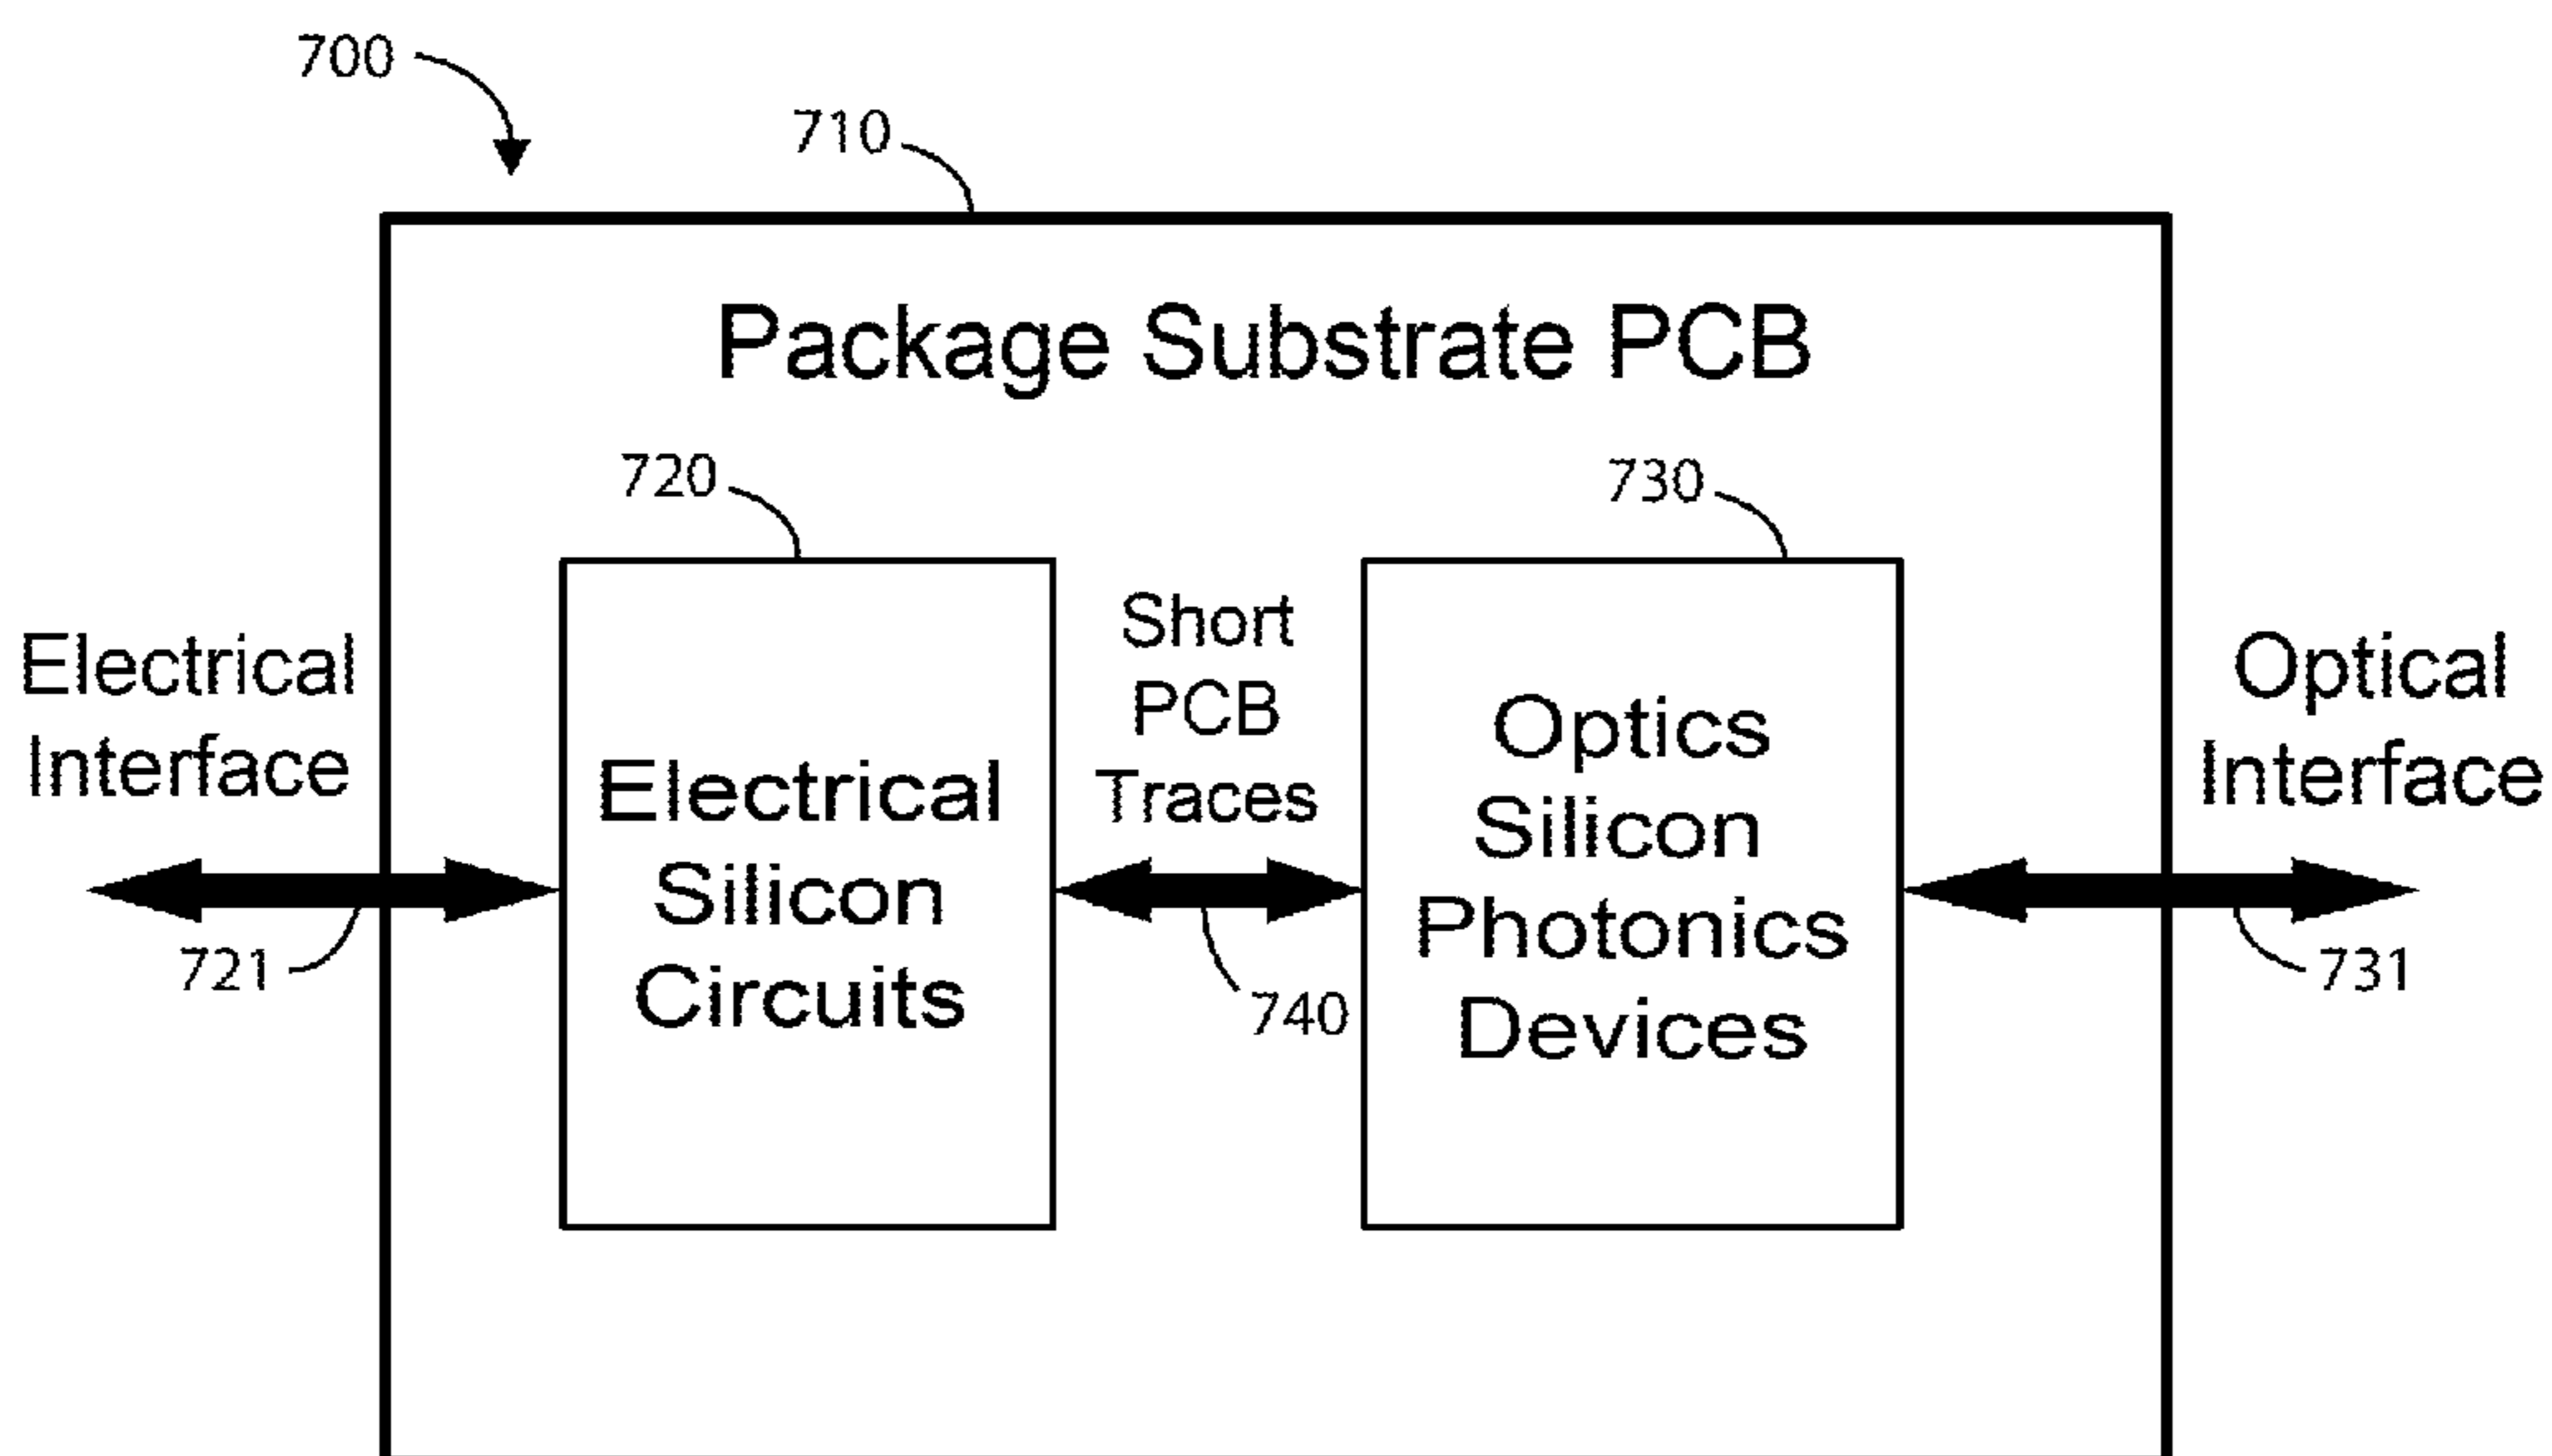 700
710
Package Substrate PCB
720
730
Electrical
Interface
721
Electrical
Silicon
Circuits
Short
PCB
Traces
740
Optics
Silicon
Photonics
Devices
Optical
Interface
731